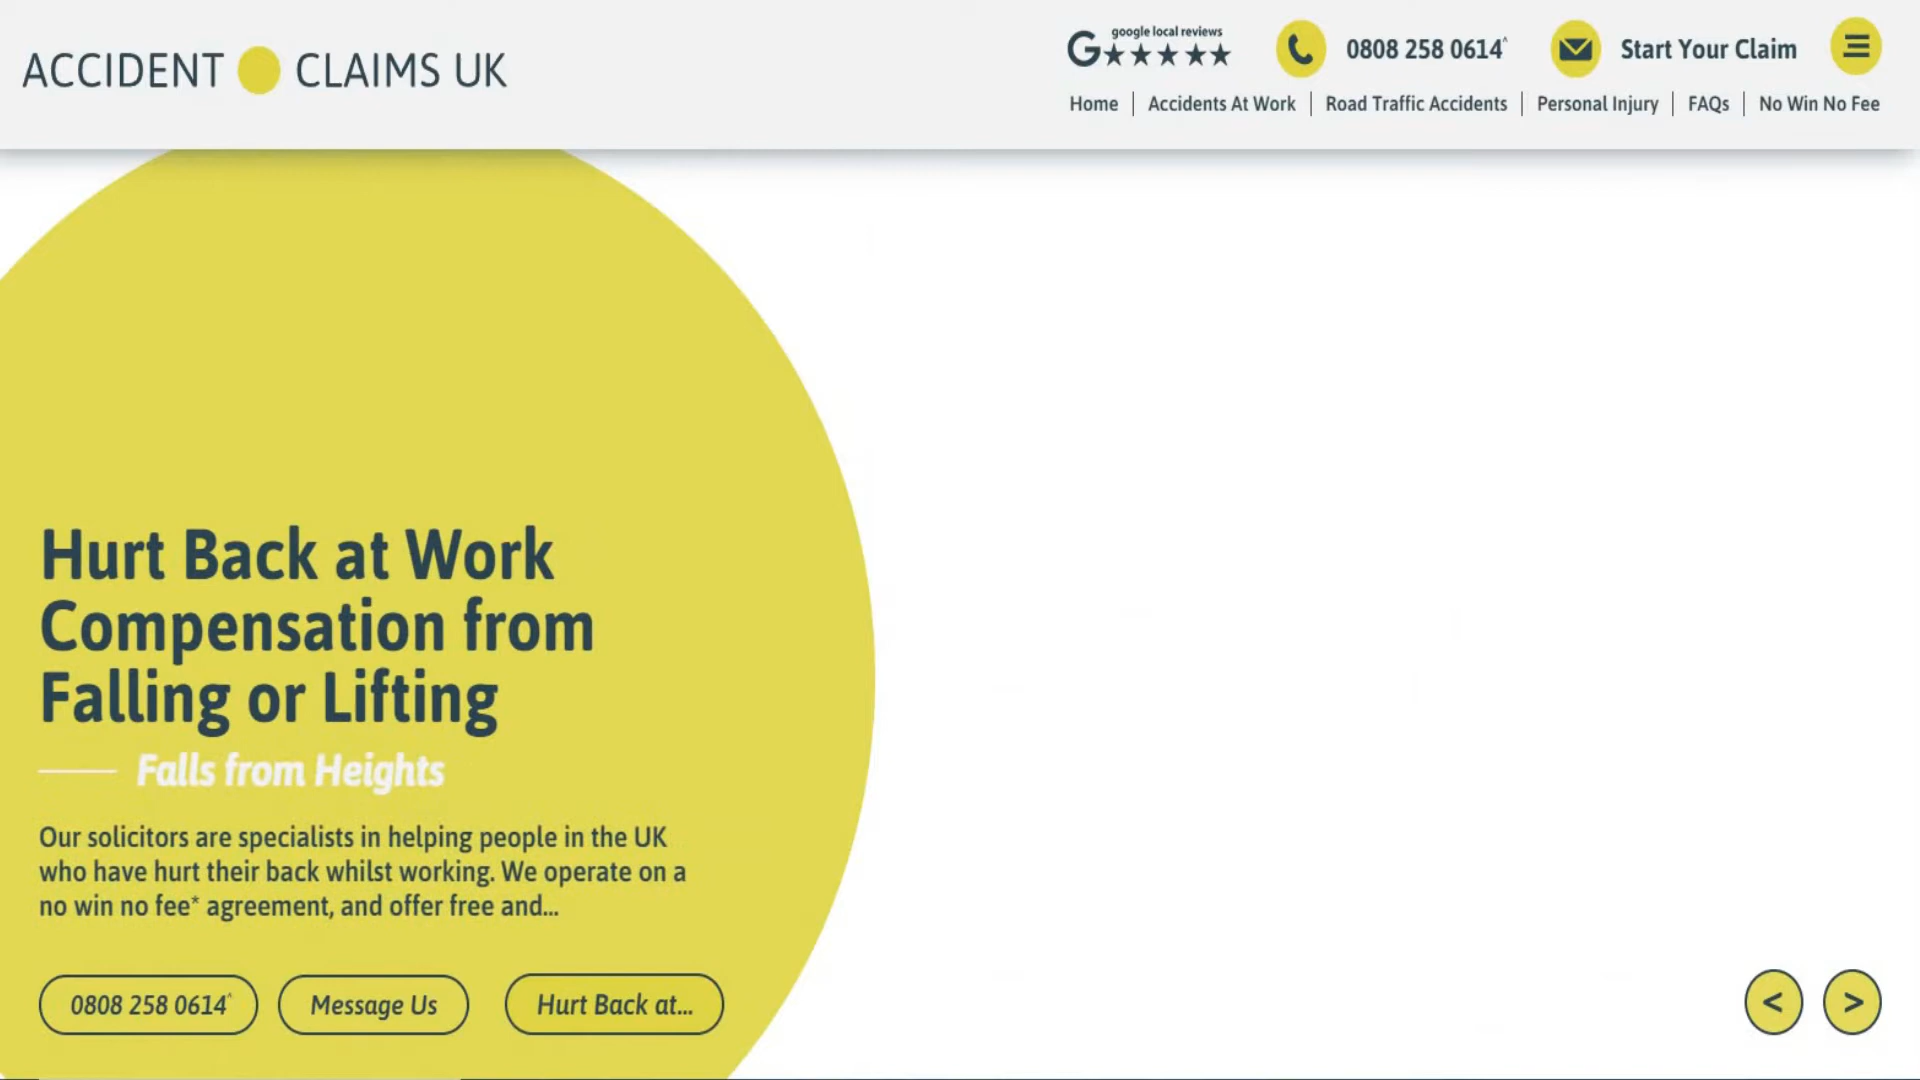 ACCIDENT CLAIMS UK
google local reviews
0808 258 0614^
Start Your Claim
Home
Accidents At Work
Road Traffic Accidents
Personal Injury
FAQs
No Win No Fee
Hurt Back at Work
Compensation from
Falling or Lifting
Falls from Heights
Our solicitors are specialists in helping people in the UK
who have hurt their back whilst working. We operate on a
no win no fee* agreement, and offer free and...
0808 258 0614^
Message Us
Hurt Back at...
< >